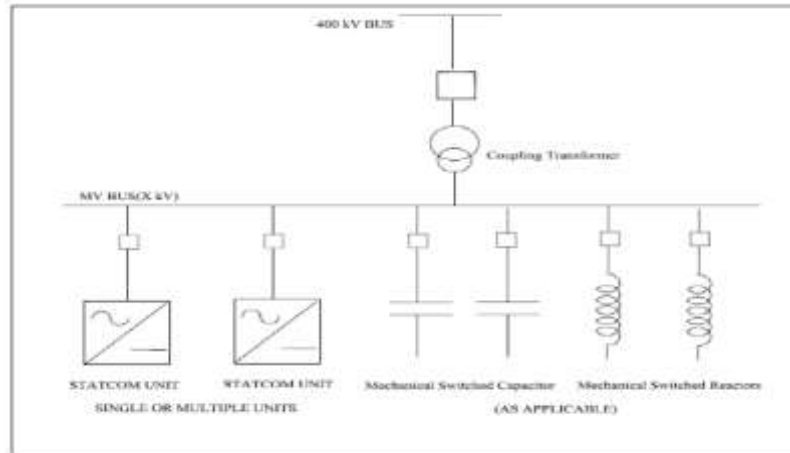 400 kV BUS
Coupling Transformer
MV BUS(X kV)
STATCOM UNIT
STATCOM UNIT
Mechanical Switched Capacitor
Mechanical Switched Reactors
SINGLE OR MULTIPLE UNITS
(AS APPLICABLE)